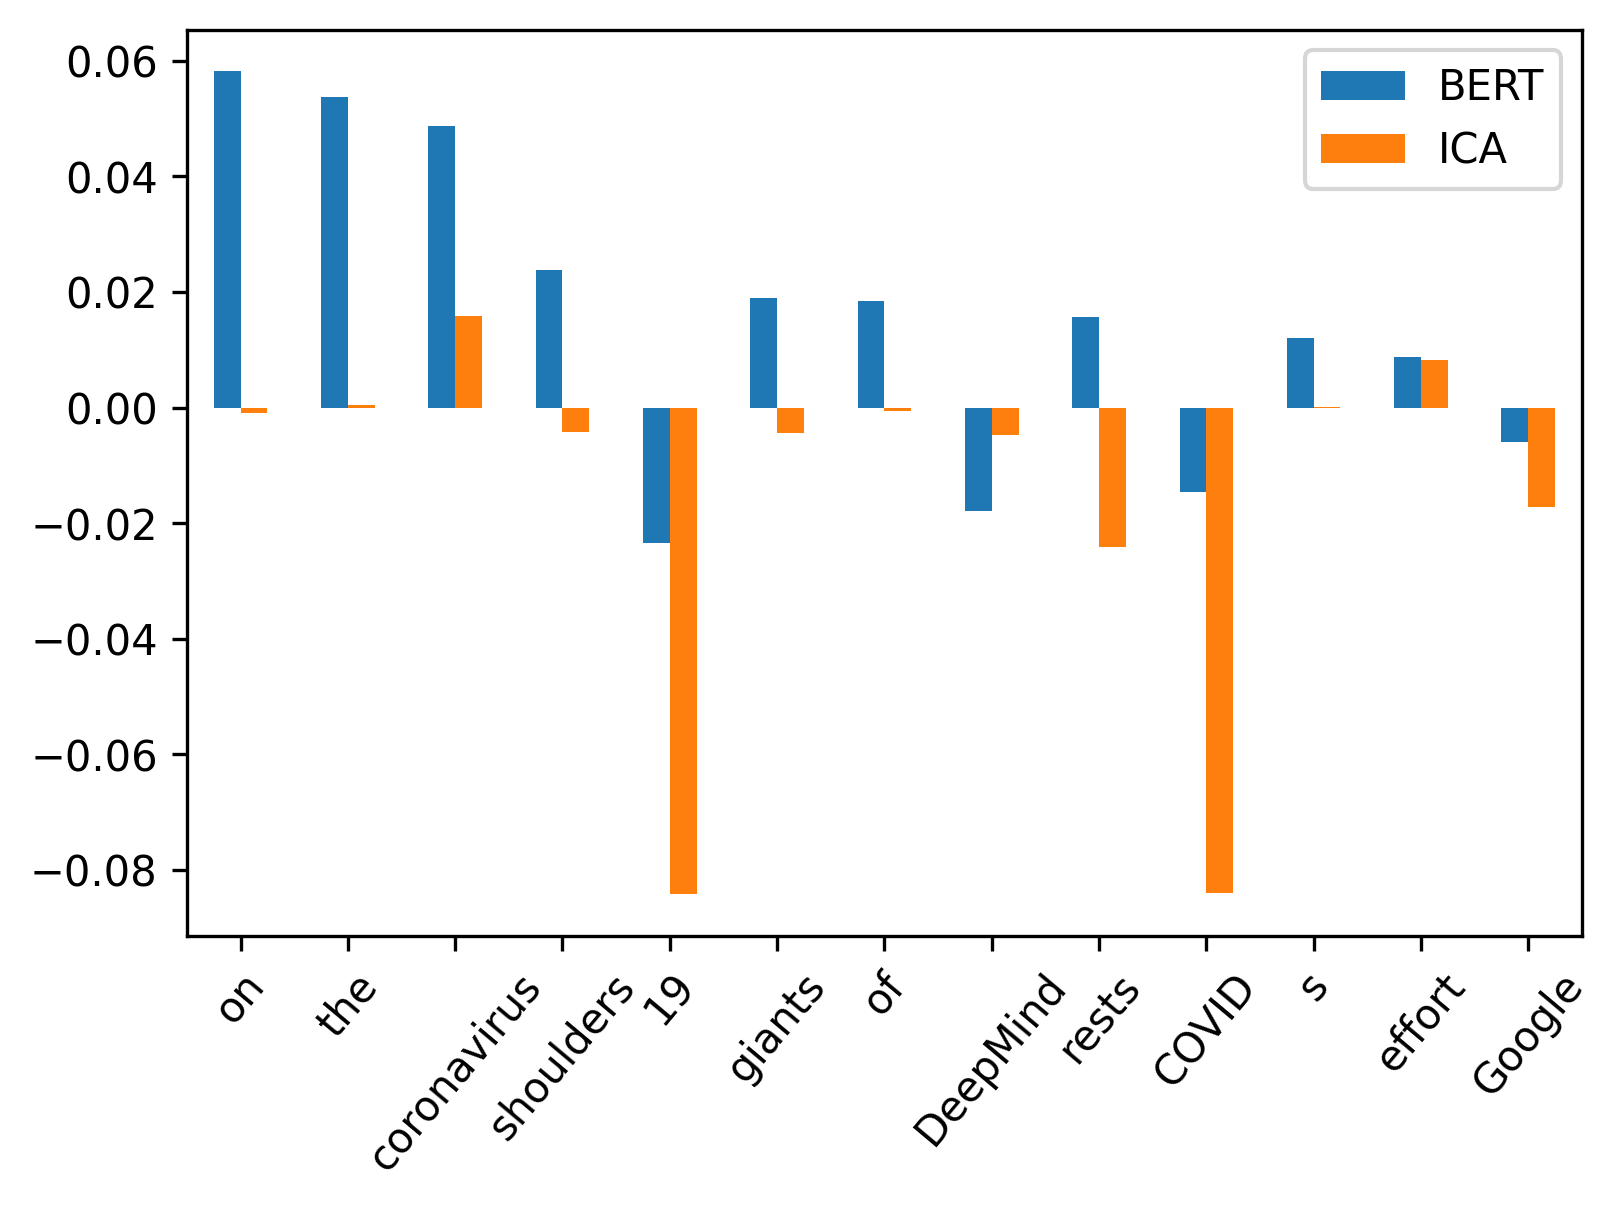 0.06
0.04
0.02
0.00
−0.02
−0.04
−0.06
−0.08
BERT
ICA
on
the
coronavirus
shoulders
19
giants
of
DeepMind
rests
COVID
s
effort
Google